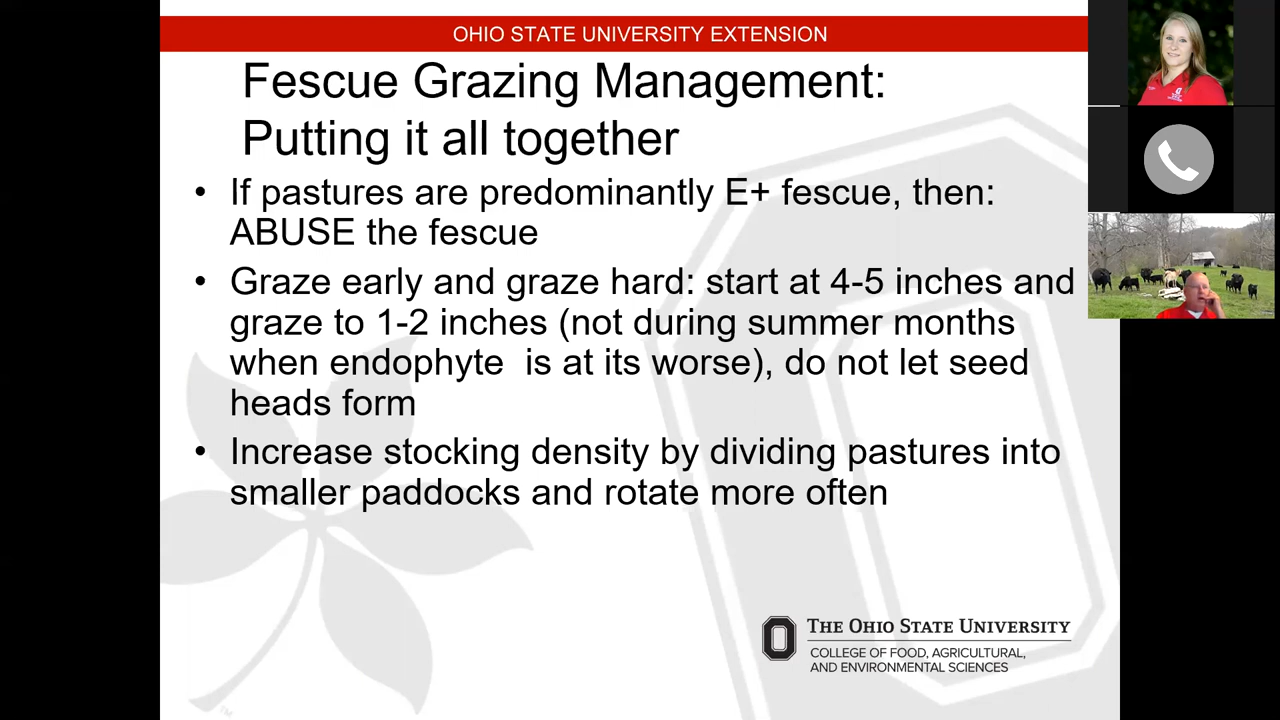 OHIO STATE UNIVERSITY EXTENSION
Fescue Grazing Management:
Putting it all together
• If pastures are predominantly E+ fescue, then:
ABUSE the fescue
• Graze early and graze hard: start at 4-5 inches and
graze to 1-2 inches (not during summer months
when endophyte  is at its worse), do not let seed
heads form
• Increase stocking density by dividing pastures into
smaller paddocks and rotate more often
THE OHIO STATE UNIVERSITY
COLLEGE OF FOOD, AGRICULTURAL,
AND ENVIRONMENTAL SCIENCES